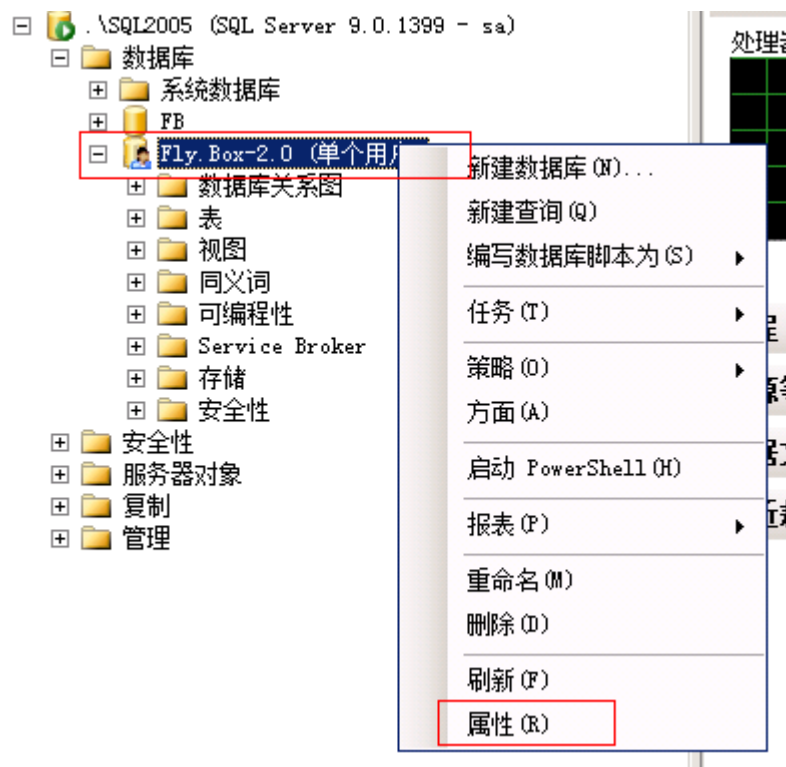 .\SQL2005 (SQL Server 9.0.1399 - sa)
数据库
系统数据库
FB
Fly.Box-2.0 (单个用户
数据库关系图
表
视图
同义词
可编程性
Service Broker
存储
安全性
安全性
服务器对象
复制
管理
新建数据库(N)...
新建查询(Q)
编写数据库脚本为(S)
任务(T)
策略(O)
方面(A)
启动 PowerShell(H)
报表(P)
重命名(M)
删除(D)
刷新(F)
属性(R)
处理器